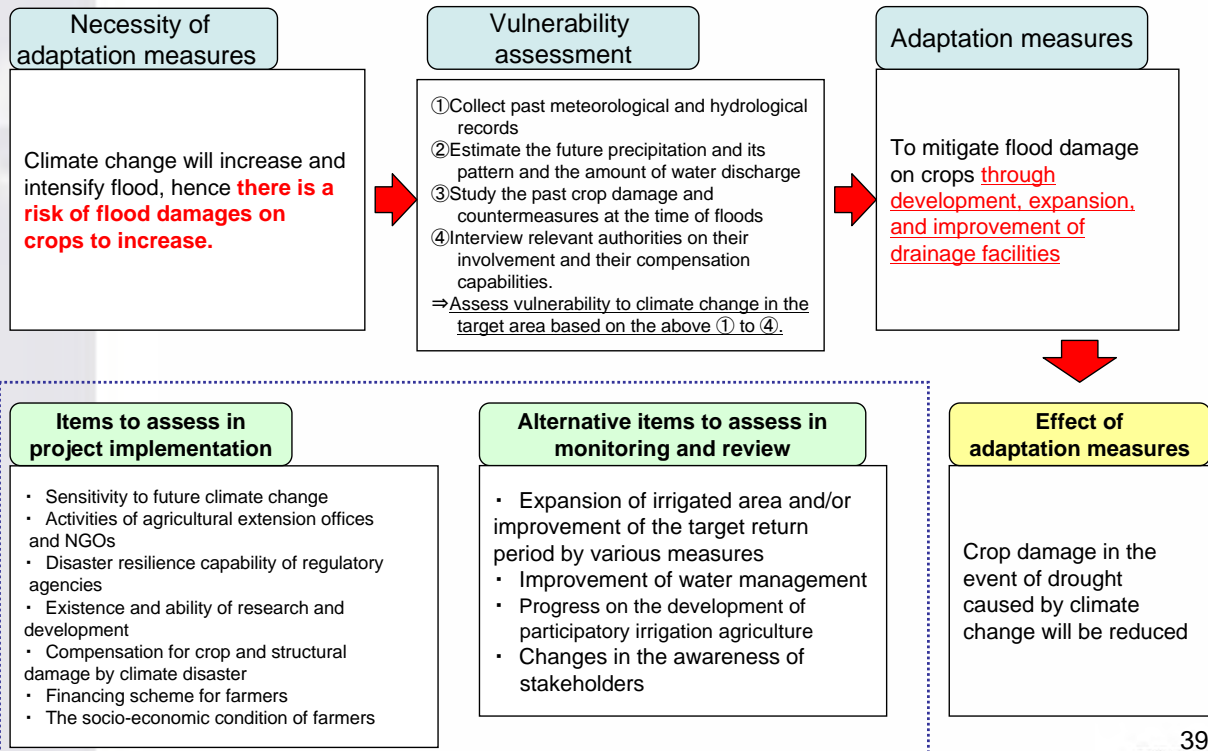 Necessity of
adaptation measures
Climate change will increase and
intensify flood, hence there is a
risk of flood damages on
crops to increase.
Vulnerability
assessment
①Collect past meteorological and hydrological
records
②Estimate the future precipitation and its
pattern and the amount of water discharge
③Study the past crop damage and
countermeasures at the time of floods
④Interview relevant authorities on their
involvement and their compensation
capabilities.
⇒Assess vulnerability to climate change in the
target area based on the above ① to ④.
Adaptation measures
To mitigate flood damage
on crops through
development, expansion,
and improvement of
drainage facilities
Items to assess in
project implementation
・ Sensitivity to future climate change
・ Activities of agricultural extension offices
and NGOs
・ Disaster resilience capability of regulatory
agencies
・ Existence and ability of research and
development
・ Compensation for crop and structural
damage by climate disaster
・ Financing scheme for farmers
・ The socio-economic condition of farmers
Alternative items to assess in
monitoring and review
・ Expansion of irrigated area and/or
improvement of the target return
period by various measures
・ Improvement of water management
・ Progress on the development of
participatory irrigation agriculture
・ Changes in the awareness of
stakeholders
Effect of
adaptation measures
Crop damage in the
event of drought
caused by climate
change will be reduced
39